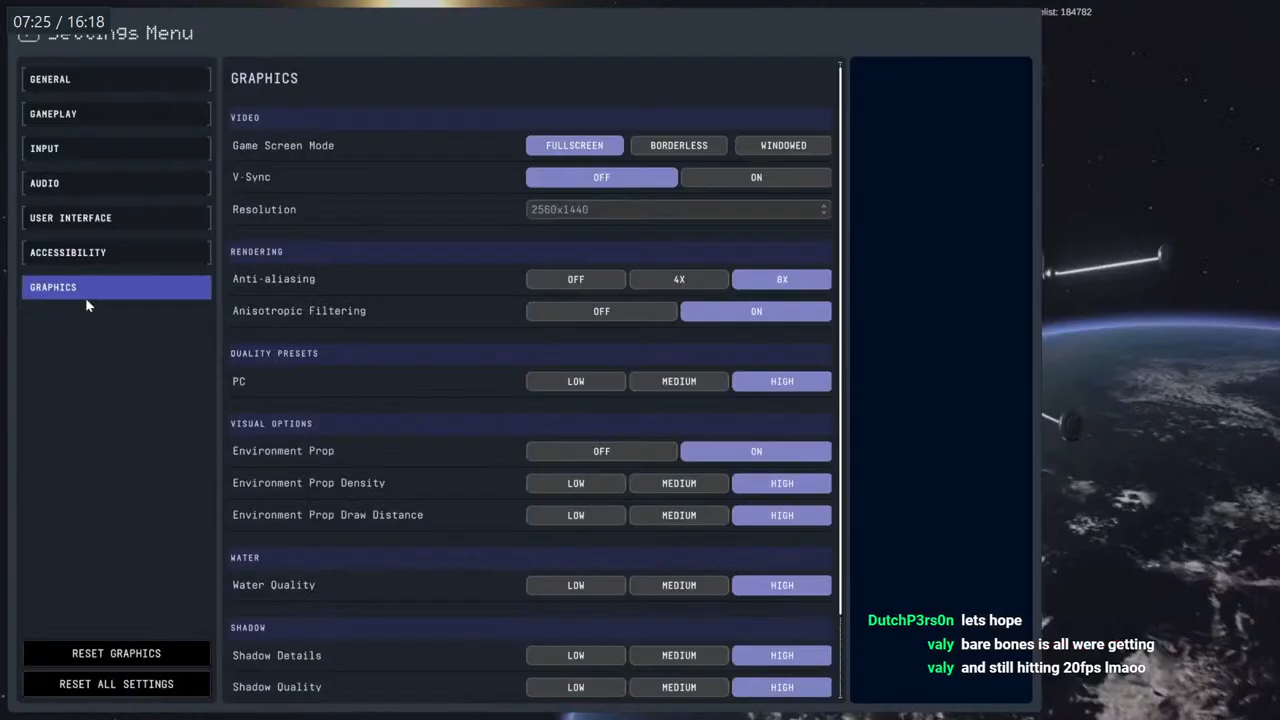 07:25 / 16:18
elist: 184782
Settings Menu
GENERAL
GAMEPLAY
INPUT
AUDIO
USER INTERFACE
ACCESSIBILITY
GRAPHICS
RESET GRAPHICS
RESET ALL SETTINGS
GRAPHICS
VIDEO
Game Screen Mode FULLSCREEN BORDERLESS WINDOWED
V-Sync OFF ON
Resolution 2560x1440
RENDERING
Anti-aliasing OFF 4X 8X
Anisotropic Filtering OFF ON
QUALITY PRESETS
PC LOW MEDIUM HIGH
VISUAL OPTIONS
Environment Prop OFF ON
Environment Prop Density LOW MEDIUM HIGH
Environment Prop Draw Distance LOW MEDIUM HIGH
WATER
Water Quality LOW MEDIUM HIGH
SHADOW
Shadow Details LOW MEDIUM HIGH
Shadow Quality LOW MEDIUM HIGH
DutchP3rs0n lets hope
valy bare bones is all were getting
valy and still hitting 20fps lmaoo